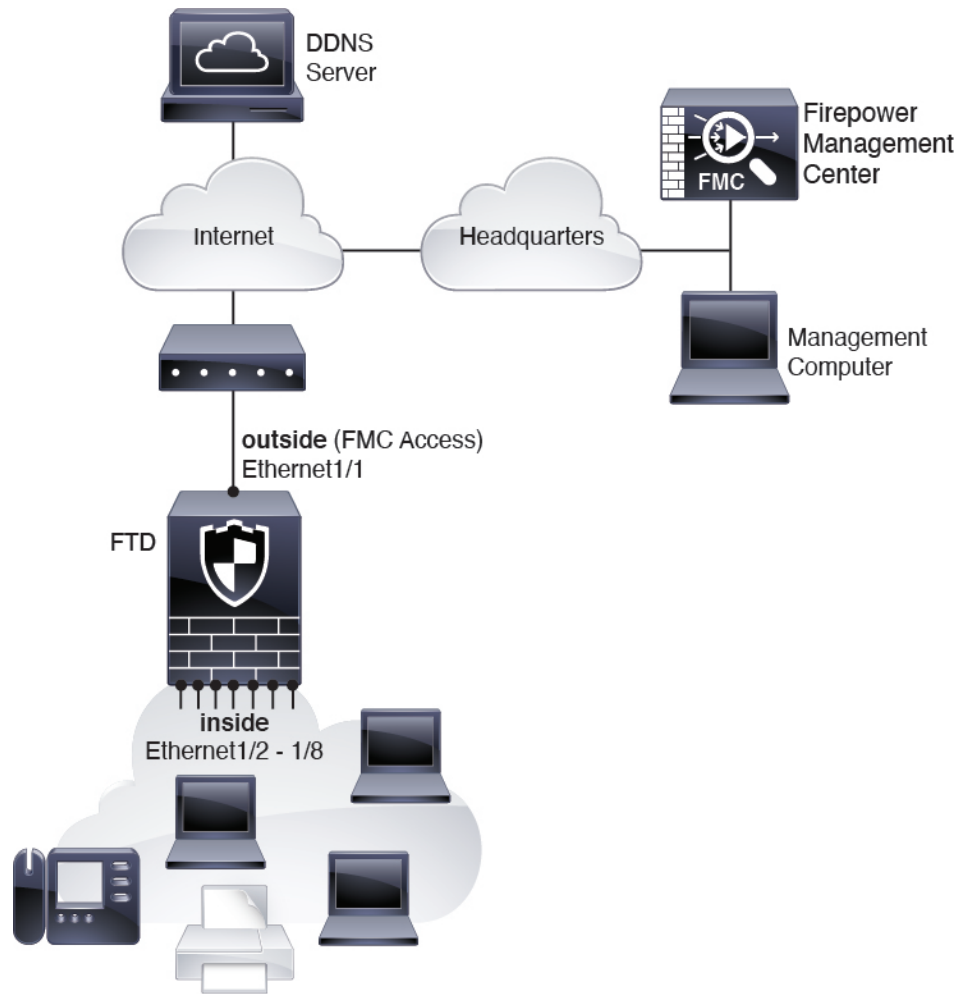 DDNS
Server
Firepower
Management
Center
FMC
Internet
Headquarters
Management
Computer
outside (FMC Access)
Ethernet1/1
FTD
inside
Ethernet1/2 - 1/8